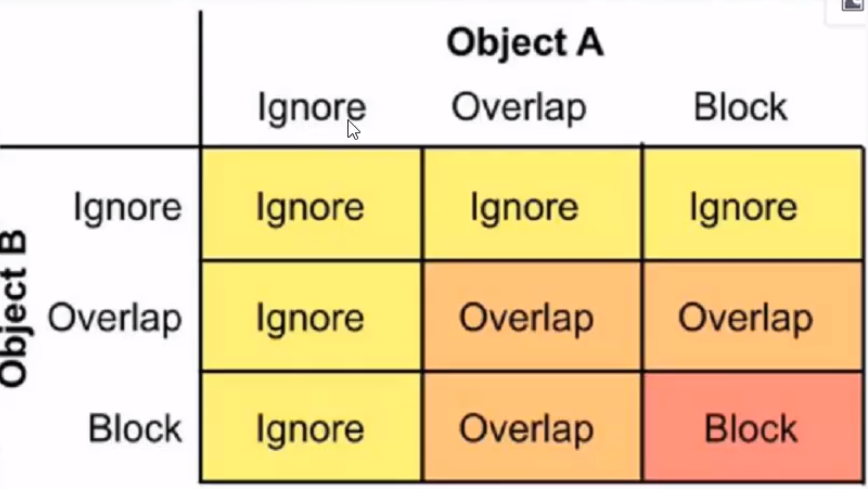 Object A
Ignore Overlap Block
Object B
Ignore Ignore Ignore Ignore
Overlap Ignore Overlap Overlap
Block Ignore Overlap Block